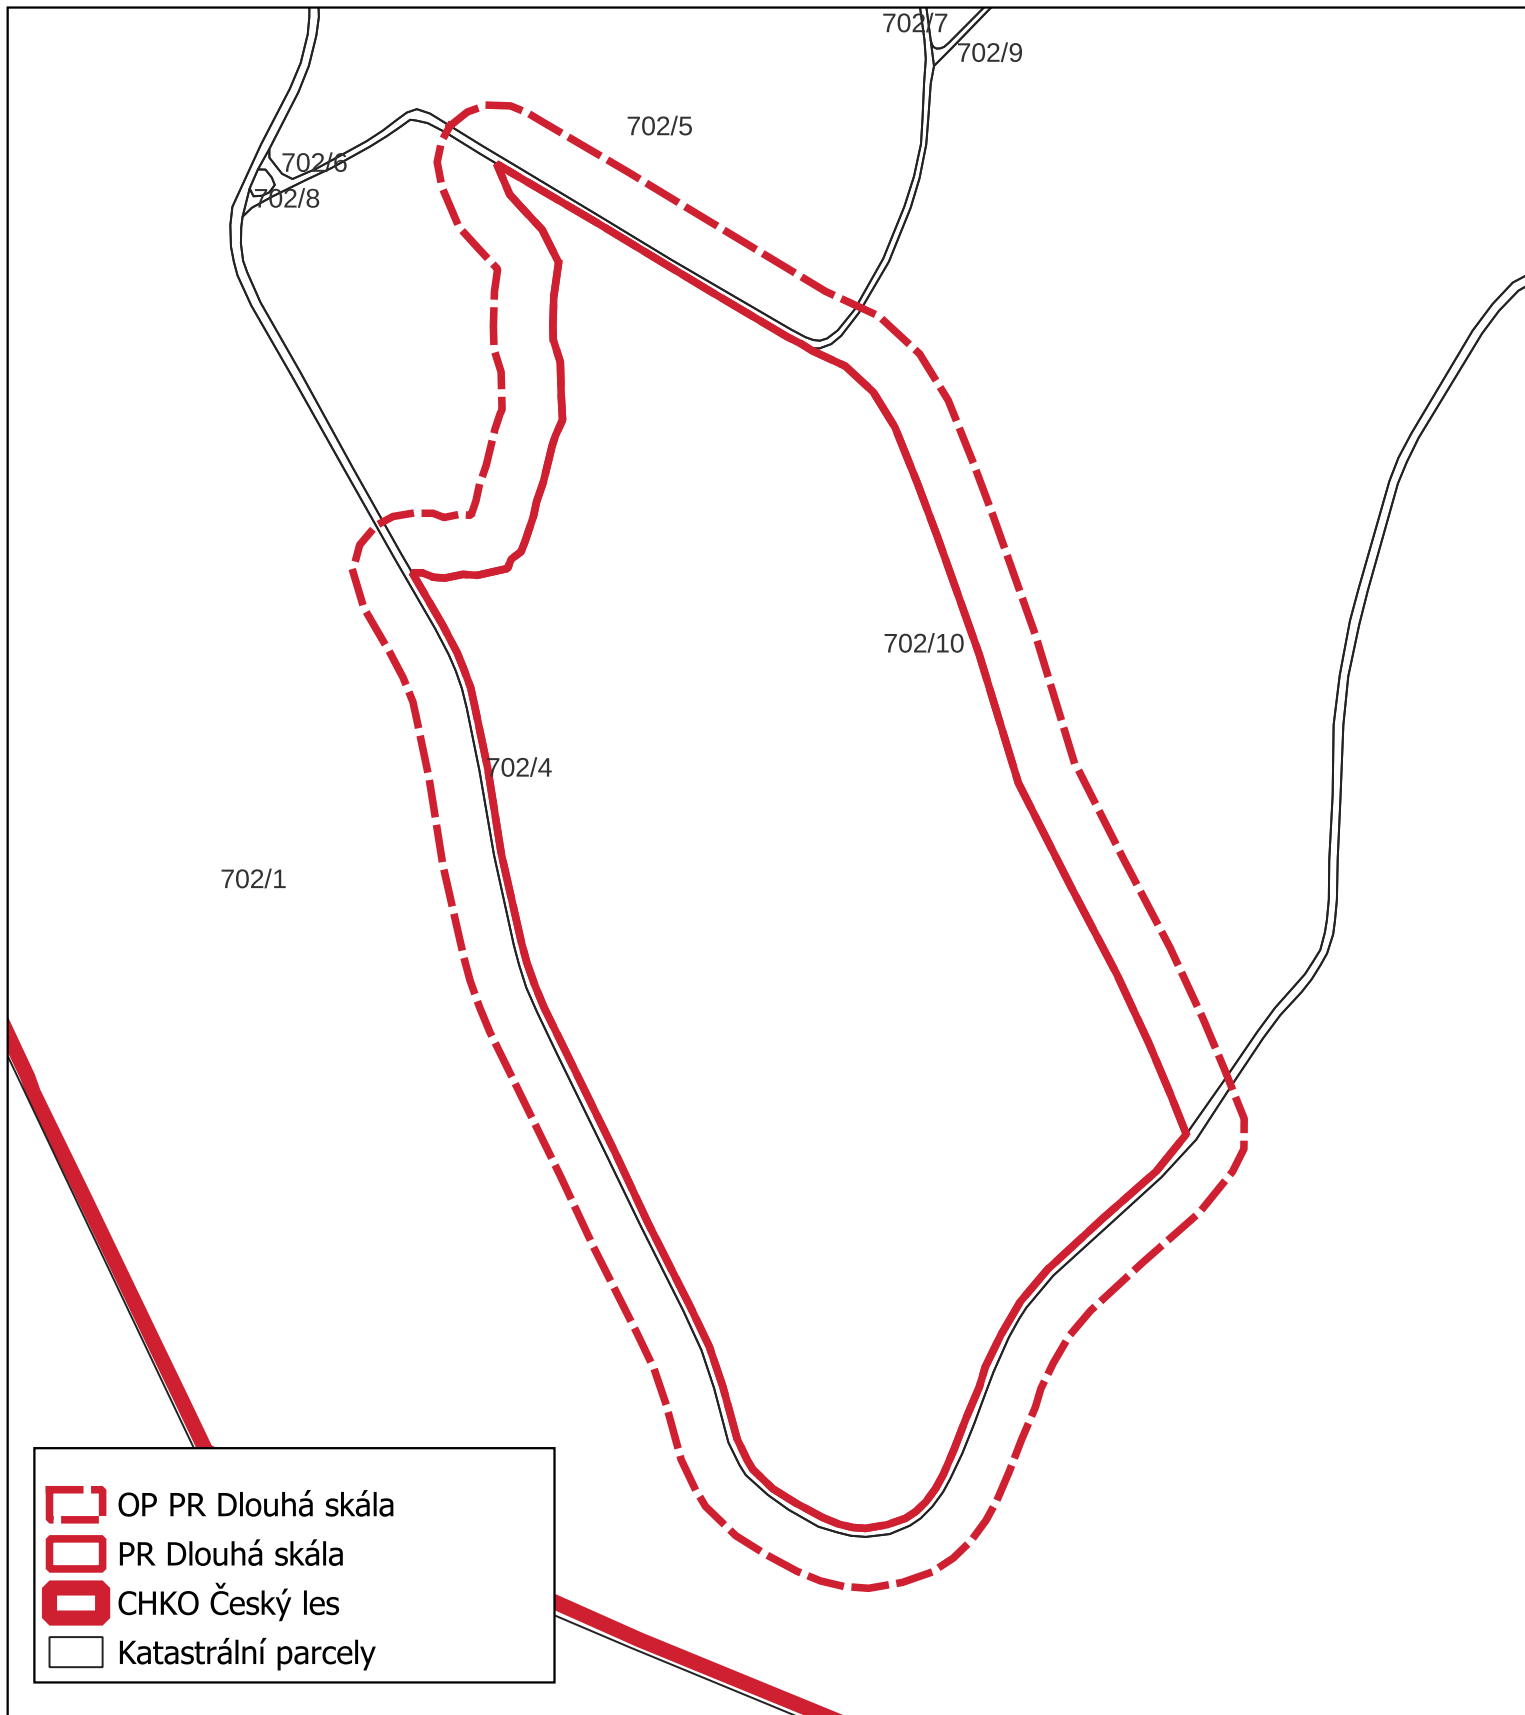 702/7
702/9
702/5
702/6
702/8
702/10
702/4
702/1
OP PR Dlouhá skála
PR Dlouhá skála
CHKO Český les
Katastrální parcely